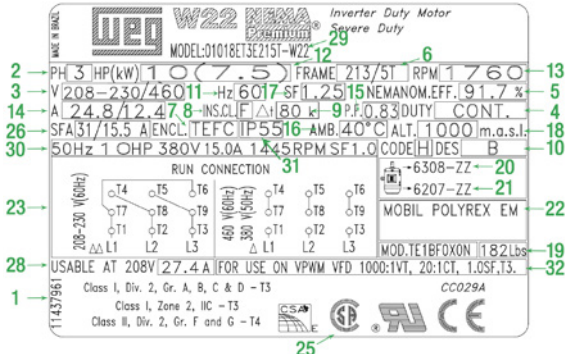 MADE IN BRAZIL
WEG W22 NEMA Premium® Inverter Duty Motor
Severe Duty
MODEL:01018ET3E215T-W22 29
12 6
2 PH 3 HP(kW) 10(7.5) FRAME 213/5T RPM 1760 13
3 V 208-230/460 11 Hz 60 17 SF 1.25 15 NEMANOM.EFF. 91.7 % 5
14 A 24.8/12.4 7 8 INS.CL. F Δt 80 k 9 P.F. 0.83 DUTY CONT. 4
26 SFA 31/15.5 A ENCL. TEFC IP55 16 AMB. 40°C ALT. 1000 m.a.s.l. 18
30 50Hz 10HP 380V 15.0A 1445RPM SF1.0 CODE H DES B 10
31
RUN CONNECTION
6308-ZZ 20
6207-ZZ 21
23
208-230 V(60Hz)
T4 T5 T6
T7 T8 T9
T1 T2 T3
ΔΔ L1 L2 L3
460 V(60Hz)
380 V(50Hz)
T4 T5 T6
T7 T8 T9
T1 T2 T3
Δ L1 L2 L3
MOBIL POLYREX EM 22
MOD.TE1BF0X0N 182Lbs 19
28 USABLE AT 208V 27.4 A FOR USE ON VPWM VFD 1000:1VT, 20:1CT, 1.0SF,T3. 32
1 11437961
Class I, Div. 2, Gr. A, B, C & D - T3
Class I, Zone 2, IIC - T3
Class II, Div. 2, Gr. F and G - T4
CSA E
SA ®
RU
CE
CC029A
25